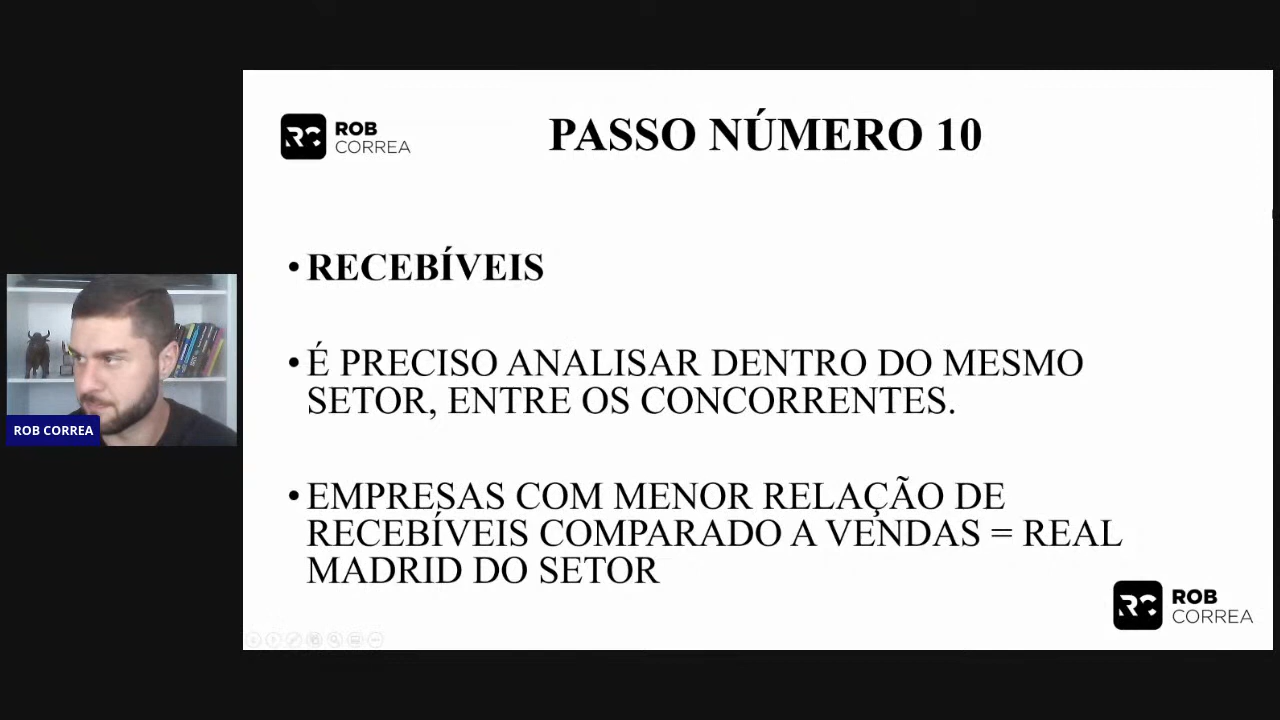 ROB
CORREA
PASSO NÚMERO 10
• RECEBÍVEIS
• É PRECISO ANALISAR DENTRO DO MESMO
SETOR, ENTRE OS CONCORRENTES.
• EMPRESAS COM MENOR RELAÇÃO DE
RECEBÍVEIS COMPARADO A VENDAS = REAL
MADRID DO SETOR
ROB CORREA
ROB
CORREA